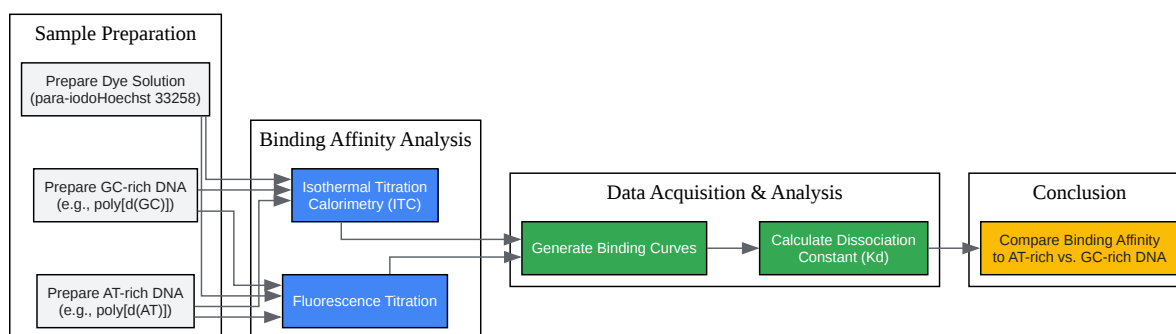 Sample Preparation
Prepare Dye Solution
(para-iodoHoechst 33258)
Prepare GC-rich DNA
(e.g., poly[d(GC)])
Prepare AT-rich DNA
(e.g., poly[d(AT)])
Binding Affinity Analysis
Isothermal Titration
Calorimetry (ITC)
Fluorescence Titration
Data Acquisition & Analysis
Generate Binding Curves
Calculate Dissociation
Constant (Kd)
Conclusion
Compare Binding Affinity
to AT-rich vs. GC-rich DNA